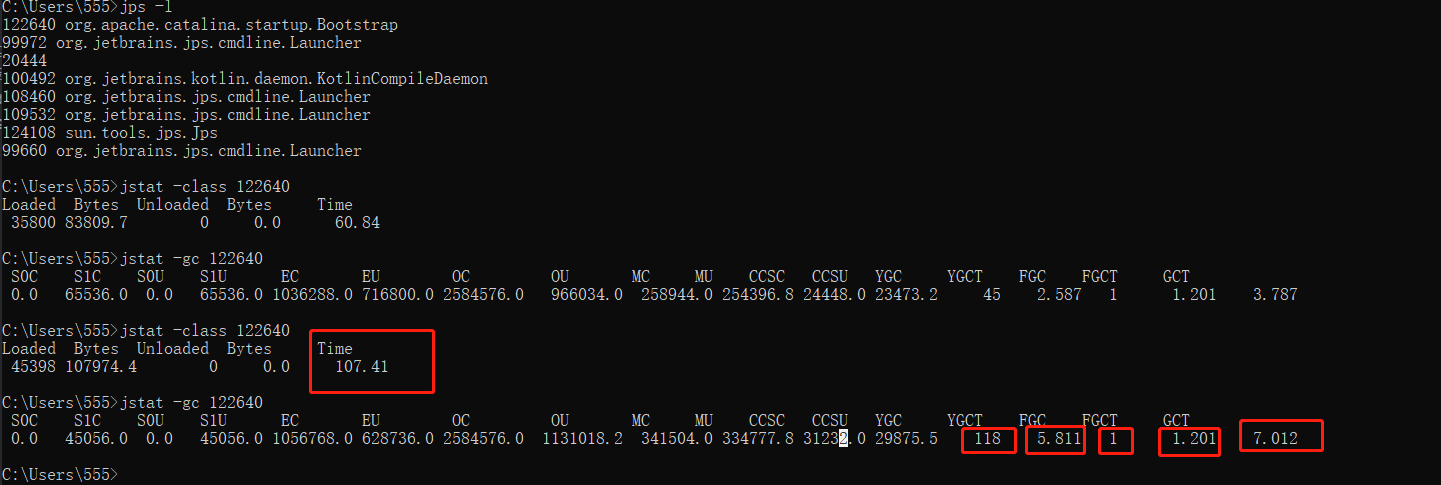 C:\Users\555>jps -l
122640 org.apache.catalina.startup.Bootstrap
99972 org.jetbrains.jps.cmdline.Launcher
20444
100492 org.jetbrains.kotlin.daemon.KotlinCompileDaemon
108460 org.jetbrains.jps.cmdline.Launcher
109532 org.jetbrains.jps.cmdline.Launcher
124108 sun.tools.jps.Jps
99660 org.jetbrains.jps.cmdline.Launcher
C:\Users\555>jstat -class 122640
Loaded Bytes Unloaded Bytes Time
35800 83809.7 0 0.0 60.84
C:\Users\555>jstat -gc 122640
S0C S1C S0U S1U EC EU OC OU MC MU CCSC CCSU YGC YGCT FGC FGCT GCT
0.0 65536.0 0.0 65536.0 1036288.0 716800.0 2584576.0 966034.0 258944.0 254396.8 24448.0 23473.2 45 2.587 1 1.201 3.787
C:\Users\555>jstat -class 122640
Loaded Bytes Unloaded Bytes Time
45398 107974.4 0 0.0 107.41
C:\Users\555>jstat -gc 122640
S0C S1C S0U S1U EC EU OC OU MC MU CCSC CCSU YGC YGCT FGC FGCT GCT
0.0 45056.0 0.0 45056.0 1056768.0 628736.0 2584576.0 1131018.2 341504.0 334777.8 31232.0 29875.5 118 5.811 1 1.201 7.012
C:\Users\555>